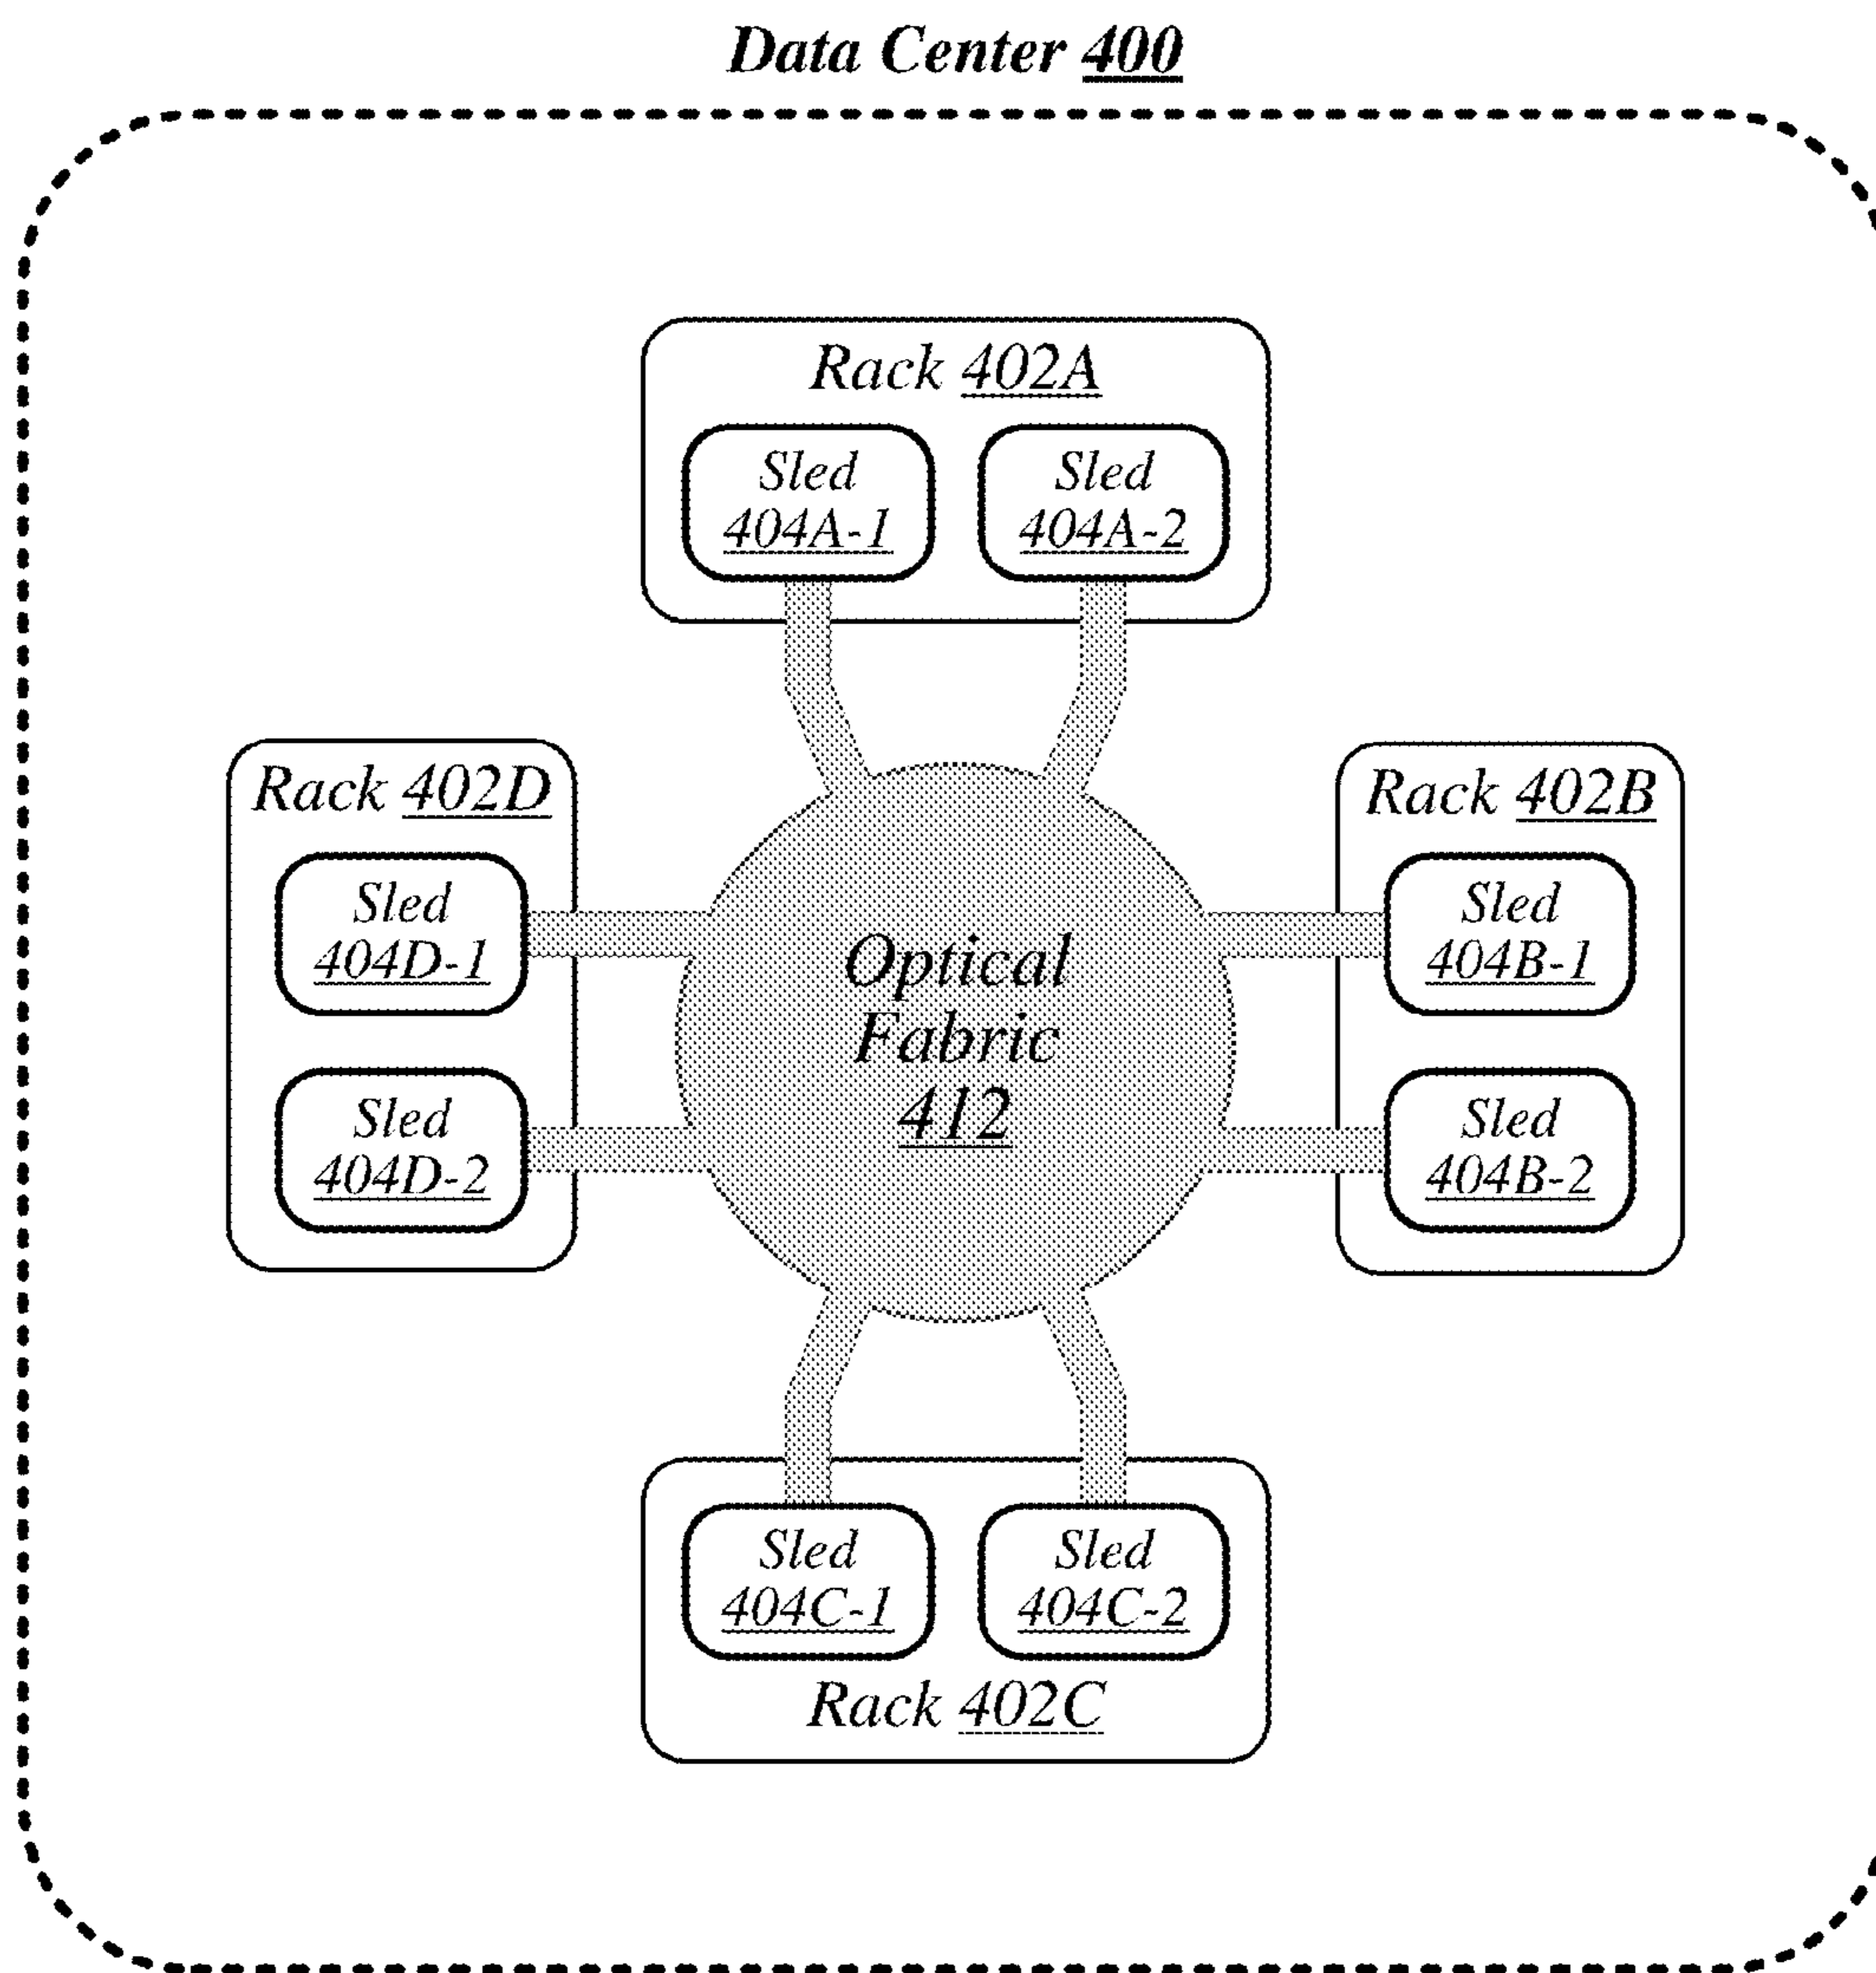 Data Center 400
Rack 402A
Sled
404A-1
Sled
404A-2
Rack 402D
Sled
404D-1
Sled
404D-2
Optical
Fabric
412
Rack 402B
Sled
404B-1
Sled
404B-2
Sled
404C-1
Sled
404C-2
Rack 402C